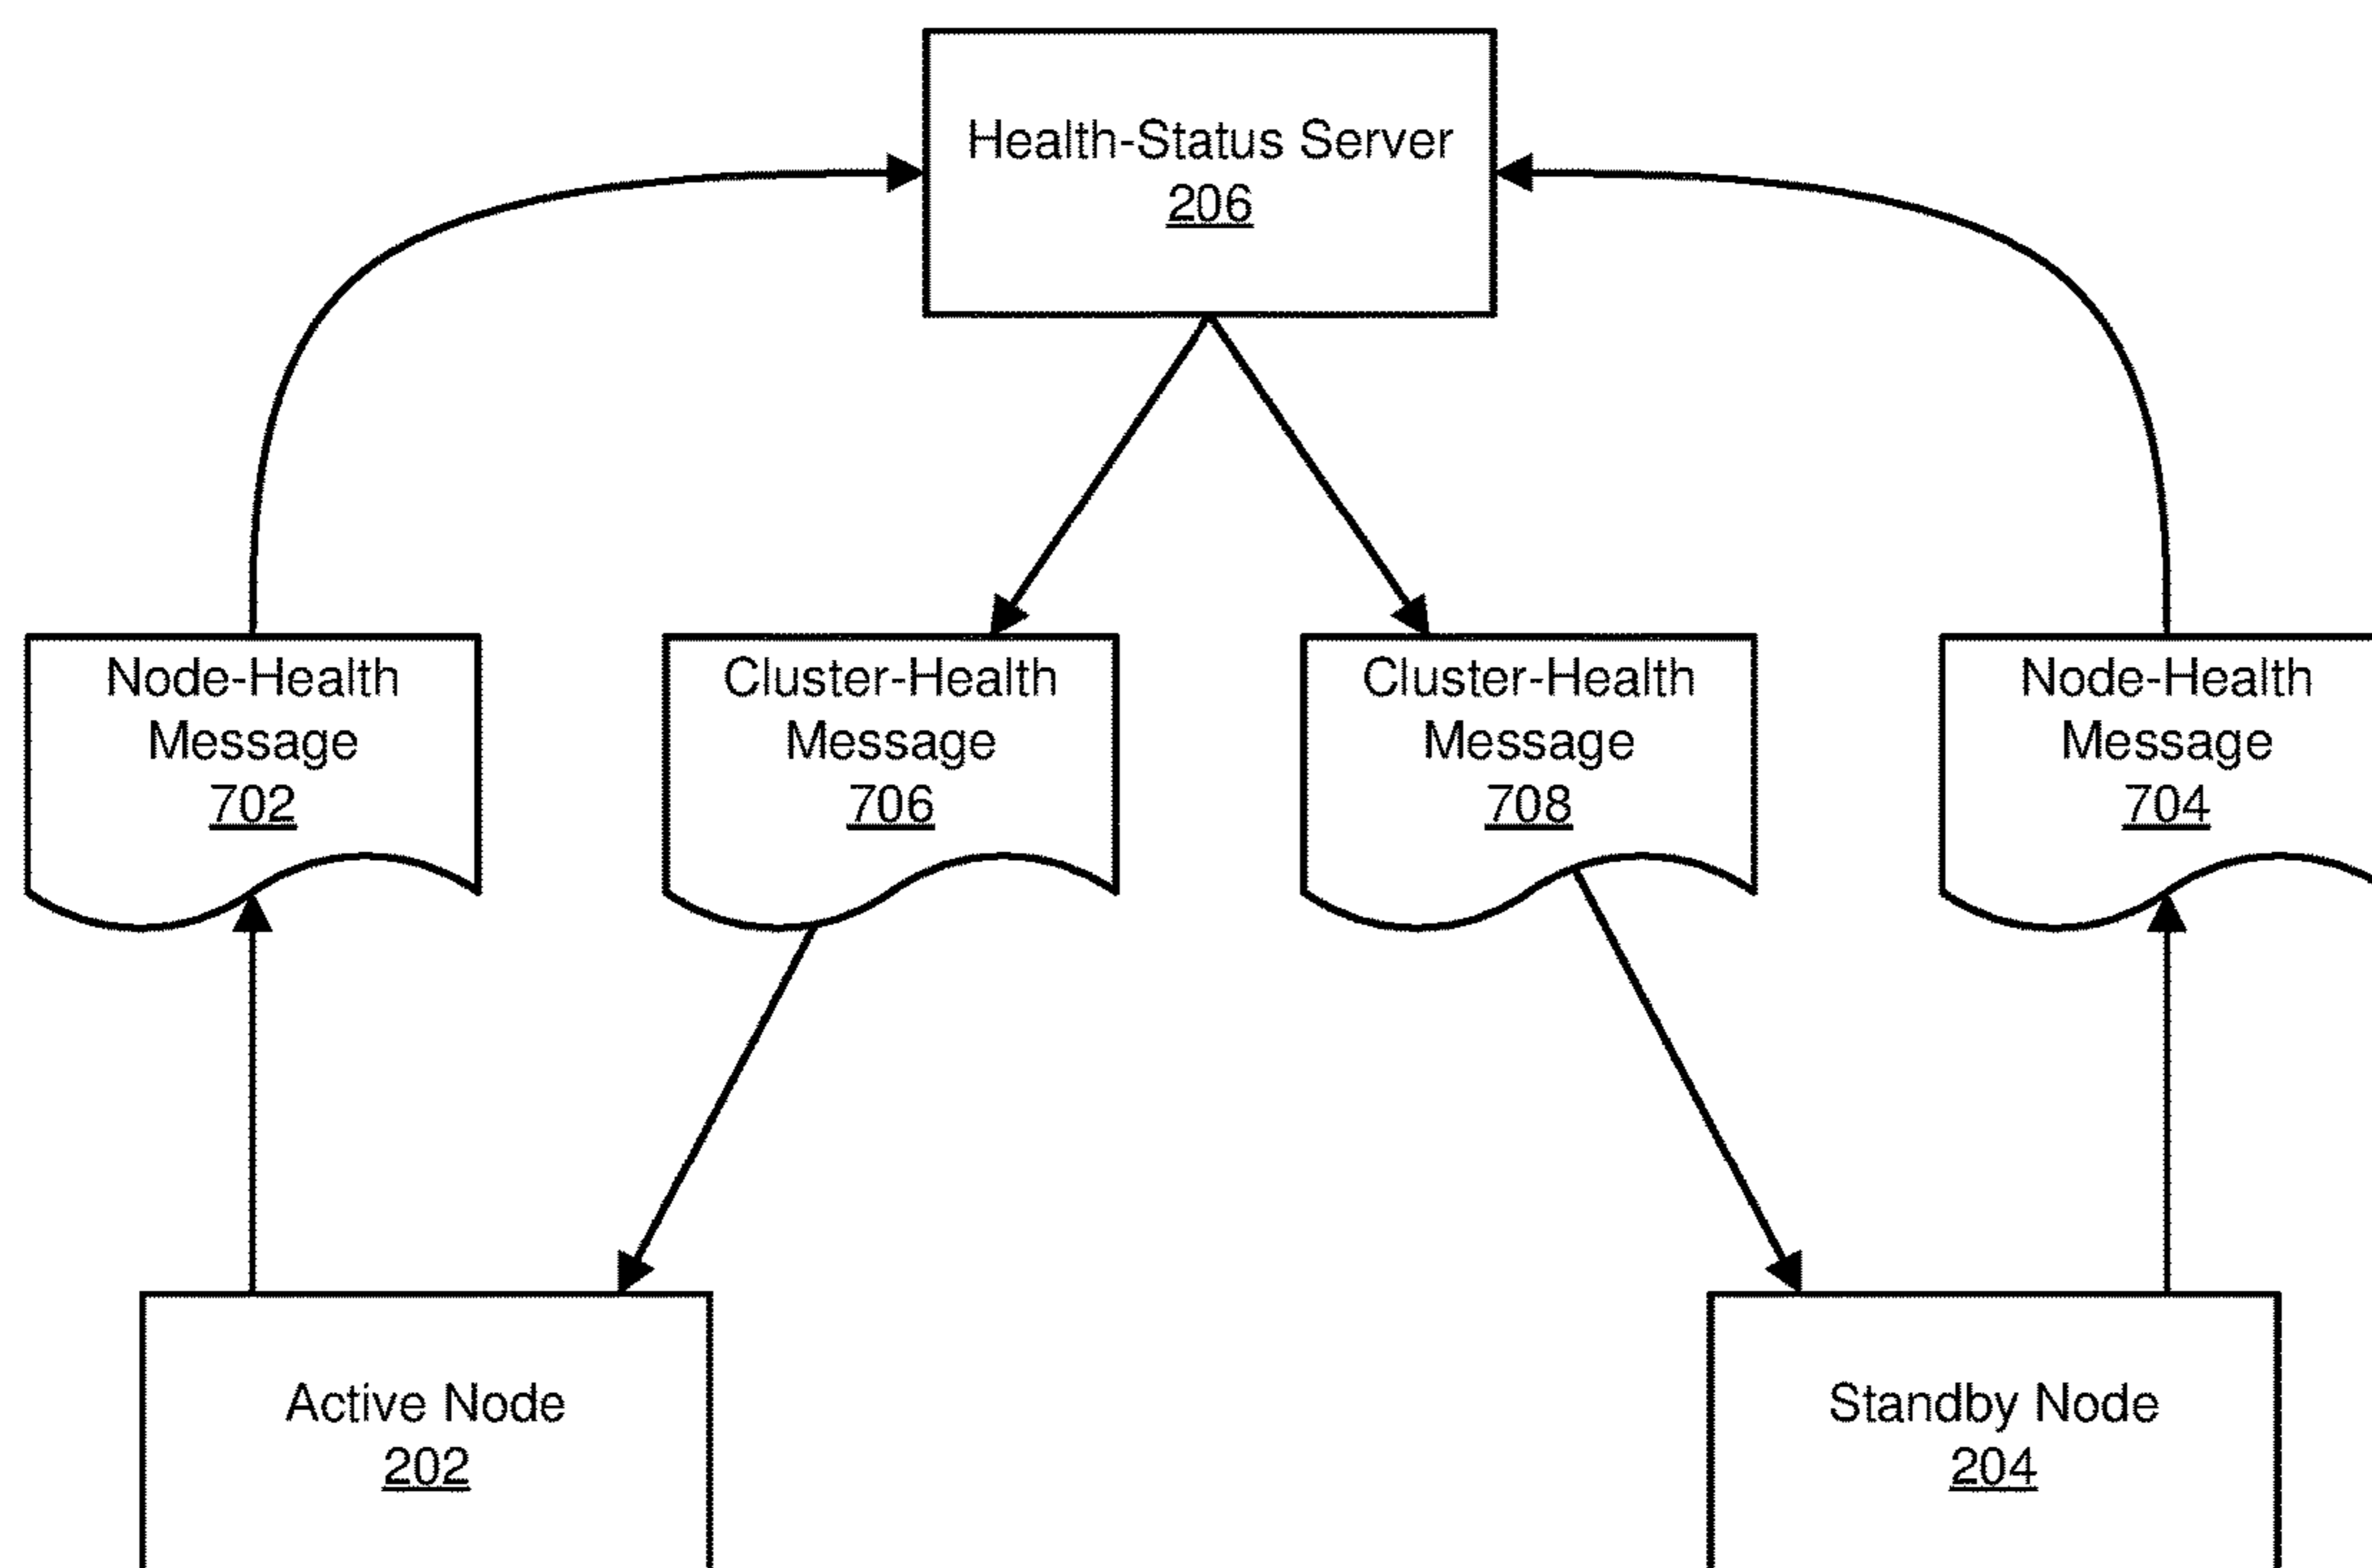 Health-Status Server
206
Node-Health
Message
702
Cluster-Health
Message
706
Cluster-Health
Message
708
Node-Health
Message
704
Active Node
202
Standby Node
204